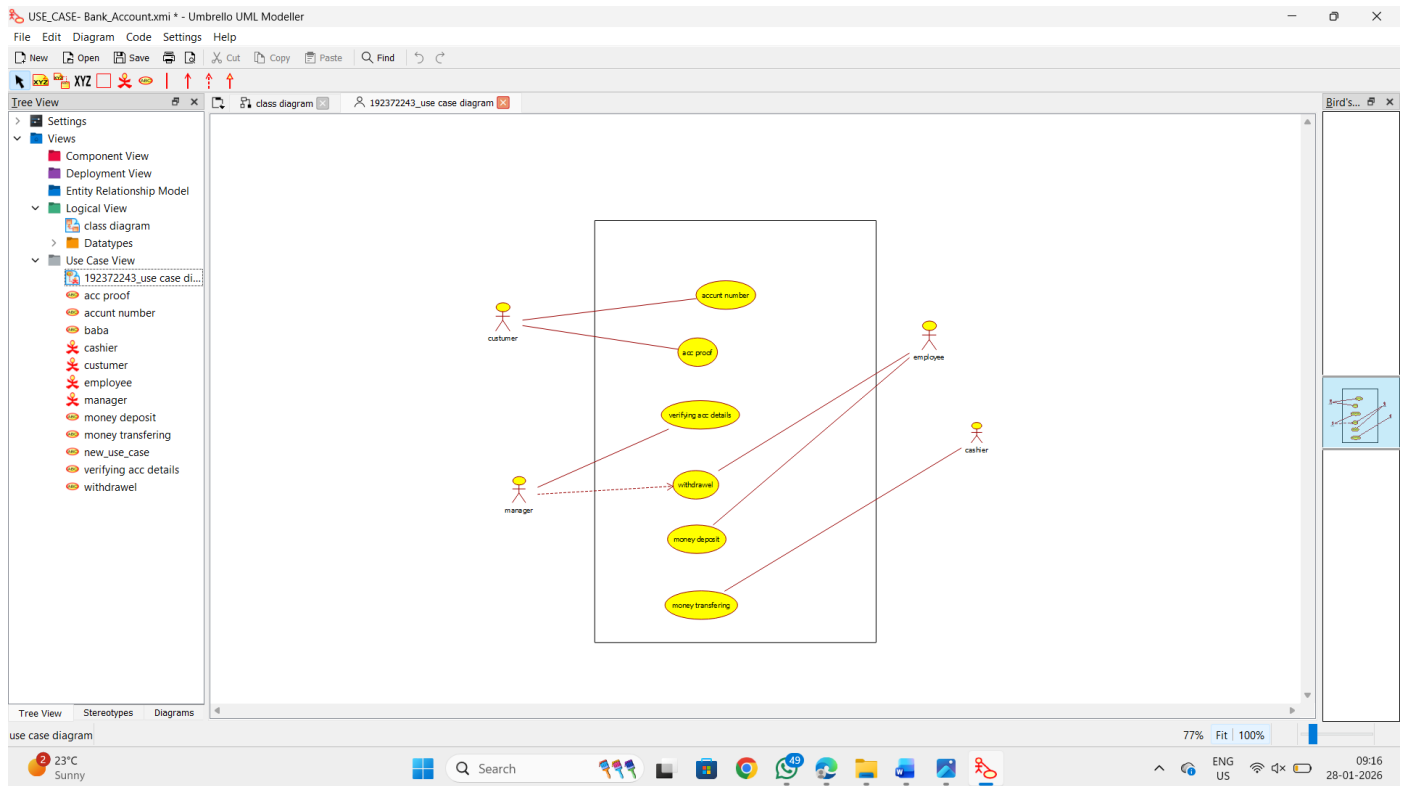 USE_CASE- Bank_Account.xmi * - Umbrello UML Modeller
File Edit Diagram Code Settings Help
New Open Save Cut Copy Paste Find
XYZ XYZ
Tree View
class diagram
192372243_use case diagram
Bird's...
Settings
Views
Component View
Deployment View
Entity Relationship Model
Logical View
class diagram
Datatypes
Use Case View
192372243_use case di...
acc proof
accunt number
baba
cashier
custumer
employee
manager
money deposit
money transfering
new_use_case
verifying acc details
withdrawel
accunt number
custumer
acc proof
employee
verifying acc details
cashier
withdrawel
manager
money deposit
money transfering
Tree View Stereotypes Diagrams
use case diagram
77% Fit 100%
2
23°C
Sunny
Search
49
ENG
US
09:16
28-01-2026